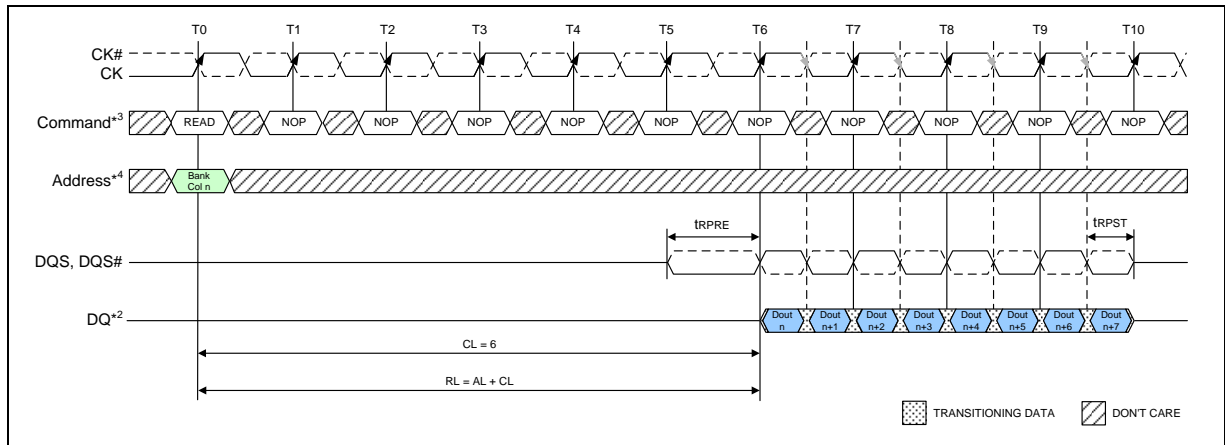 T0 T1 T2 T3 T4 T5 T6 T7 T8 T9 T10
CK#
CK
Command*3 READ NOP NOP NOP NOP NOP NOP NOP NOP NOP NOP
Address*4 Bank
Col n
tRPRE tRPST
DQS, DQS#
DQ*2 Dout Dout Dout Dout Dout Dout Dout Dout
n n+1 n+2 n+3 n+4 n+5 n+6 n+7
CL = 6
RL = AL + CL
TRANSITIONING DATA DON'T CARE